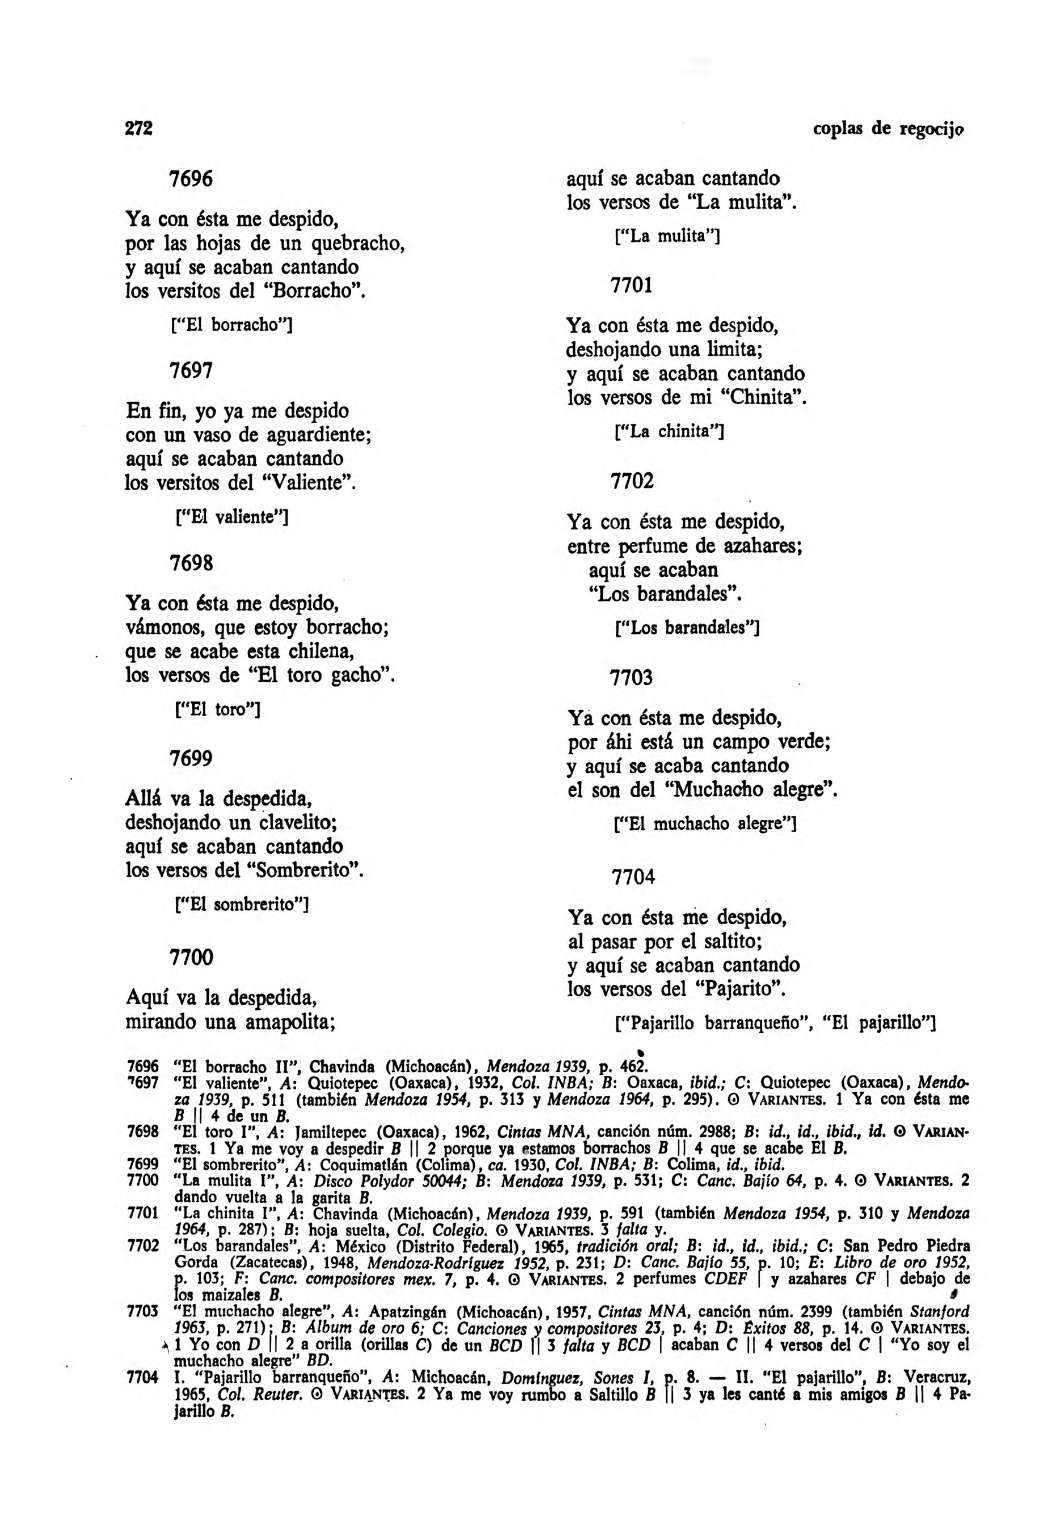 272
coplas de regocijo
7696
Ya con ésta me despido,
por las hojas de un quebracho,
y aquí se acaban cantando
los versitos del “Borracho”.
[“El borracho”]
7697
En fin, yo ya me despido
con un vaso de aguardiente;
aquí se acaban cantando
los versitos del “Valiente”.
[“El valiente”]
7698
Ya con ésta me despido,
vámonos, que estoy borracho;
que se acabe esta chilena,
los versos de “El toro gacho”.
[“El toro”]
7699
Allá va la despedida,
deshojando un clavelito;
aquí se acaban cantando
los versos del “Sombrerito”.
[“El sombrerito”]
7700
Aquí va la despedida,
mirando una amapolita;
aquí se acaban cantando
los versos de “La mulita”.
[“La mulita”]
7701
Ya con ésta me despido,
deshojando una limita;
y aquí se acaban cantando
los versos de mi “Chinita”.
[“La chinita”]
7702
Ya con ésta me despido,
entre perfume de azahares;
aquí se acaban
“Los barandales”.
[“Los barandales”]
7703
Ya con ésta me despido,
por áhi está un campo verde;
y aquí se acaba cantando
el son del “Muchacho alegre”.
[“El muchacho alegre”]
7704
Ya con ésta me despido,
al pasar por el saltito;
y aquí se acaban cantando
los versos del “Pajarito”.
[“Pajarillo barranqueño”, “El pajarillo”]
7696 “El borracho II”, Chavinda (Michoacán), Mendoza 1939, p. 462.
7697 “El valiente”, A: Quiotepec (Oaxaca), 1932, Col. INBA; B: Oaxaca, ibid.; C: Quiotepec (Oaxaca), Mendo-
za 1939, p. 511 (también Mendoza 1954, p. 313 y Mendoza 1964, p. 295). ⊙ VARIANTES. 1 Ya con ésta me
B || 4 de un B.
7698 “El toro I”, A: Jamiltepec (Oaxaca), 1962, Cintas MNA, canción núm. 2988; B: id., id., ibid., id. ⊙ VARIAN-
TES. 1 Ya me voy a despedir B || 2 porque ya estamos borrachos B || 4 que se acabe El B.
7699 “El sombrerito”, A: Coquimatlán (Colima), ca. 1930, Col. INBA; B: Colima, id., ibid.
7700 “La mulita I”, A: Disco Polydor 50044; B: Mendoza 1939, p. 531; C: Canc. Bajío 64, p. 4. ⊙ VARIANTES. 2
dando vuelta a la garita B.
7701 “La chinita I”, A: Chavinda (Michoacán), Mendoza 1939, p. 591 (también Mendoza 1954, p. 310 y Mendoza
1964, p. 287); B: hoja suelta, Col. Colegio. ⊙ VARIANTES. 3 falta y.
7702 “Los barandales”, A: México (Distrito Federal), 1965, tradición oral; B: id., id., ibid.; C: San Pedro Piedra
Gorda (Zacatecas), 1948, Mendoza-Rodríguez 1952, p. 231; D: Canc. Bajío 55, p. 10; E: Libro de oro 1952,
p. 103; F: Canc. compositores mex. 7, p. 4. ⊙ VARIANTES. 2 perfumes CDEF | y azahares CF | debajo de
los maizales B.
7703 “El muchacho alegre”, A: Apatzingán (Michoacán), 1957, Cintas MNA, canción núm. 2399 (también Stanford
1963, p. 271); B: Álbum de oro 6; C: Canciones y compositores 23, p. 4; D: Éxitos 88, p. 14. ⊙ VARIANTES.
1 Yo con D || 2 a orilla (orillas C) de un BCD || 3 falta y BCD | acaban C || 4 versos del C | “Yo soy el
muchacho alegre” BD.
7704 I. “Pajarillo barranqueño”, A: Michoacán, Domínguez, Sones I, p. 8. — II. “El pajarillo”, B: Veracruz,
1965, Col. Reuter. ⊙ VARIANTES. 2 Ya me voy rumbo a Saltillo B || 3 ya les canté a mis amigos B || 4 Pa-
jarillo B.